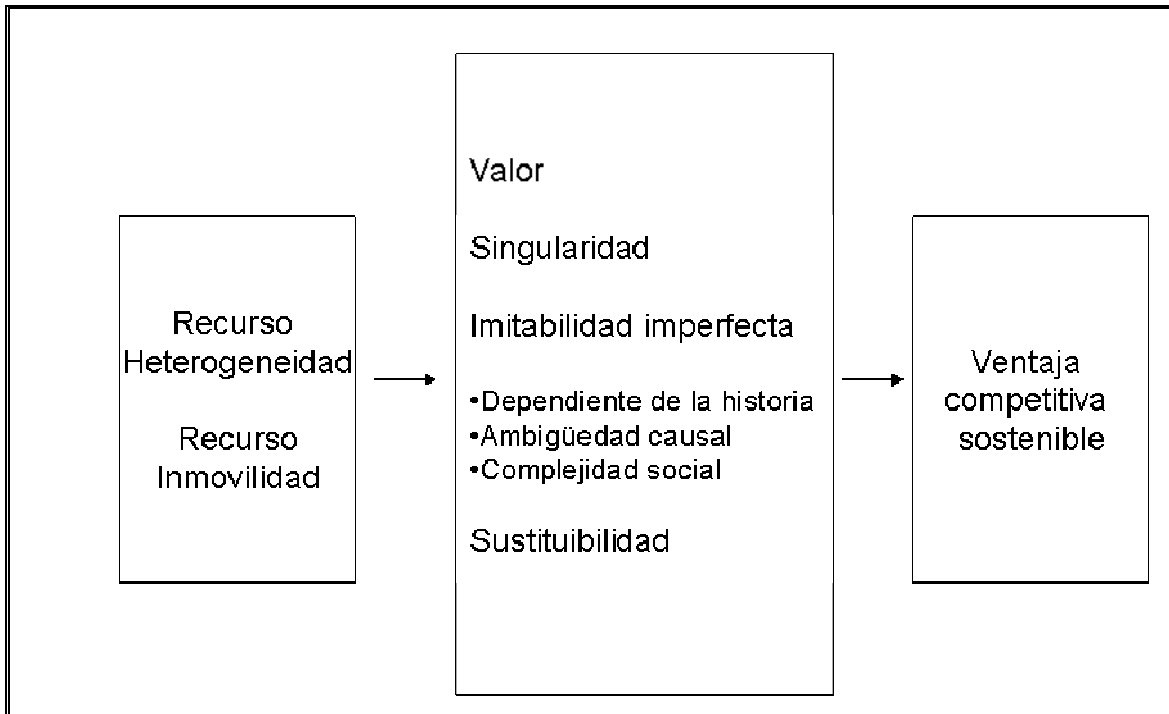 Recurso
Heterogeneidad
Recurso
Inmovilidad
Valor
Singularidad
Imitabilidad imperfecta
•Dependiente de la historia
•Ambigüedad causal
•Complejidad social
Sustituibilidad
Ventaja
competitiva
sostenible